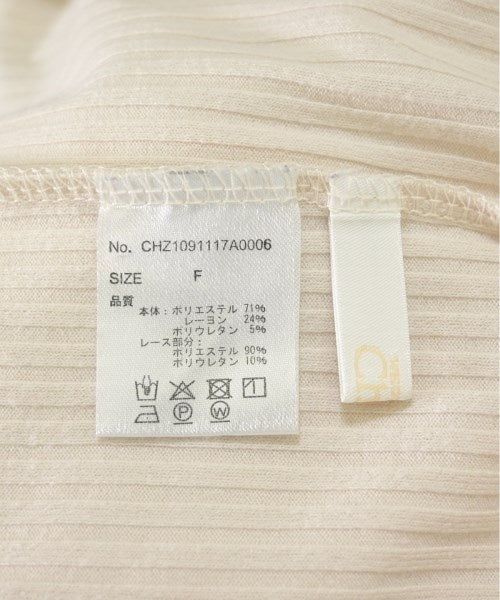 No. CHZ1091117A0006
SIZE F
品質
本体：ポリエステル 71%
レーヨン 24%
ポリウレタン 5%
レース部分：
ポリエステル 90%
ポリウレタン 10%
P W
Ch